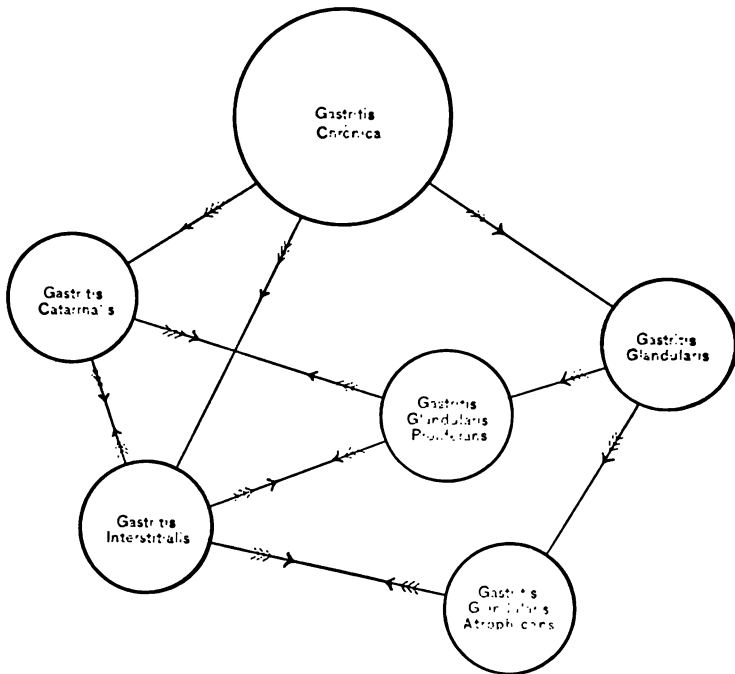 Gastritis
Chronica
Gastritis
Catarrhalis
Gastritis
Glandularis
Gastritis
Glandularis
Proliferans
Gastritis
Interstitialis
Gastritis
Glandularis
Atrophicans